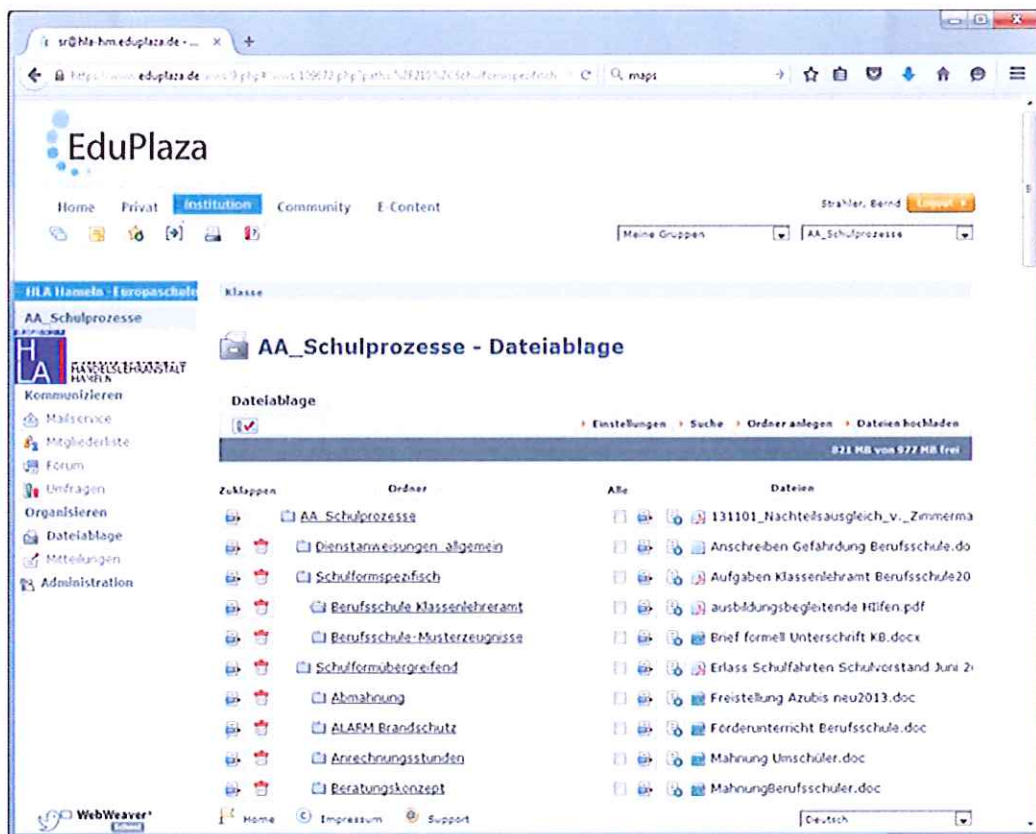 sr@hla-hm.eduplaza.de - ...
eduplaza.de
maps
EduPlaza
Home Privat Institution Community E-Content
Strahler, Bernd Logout
Meine Gruppen AA_Schulprozesse
HLA Hameln - Europaschule Klasse
AA_Schulprozesse
HLA
HANDELSLEHRANSTALT
HAMELN
AA_Schulprozesse - Dateiablage
Kommunizieren
Mailservice
Mitgliederliste
Forum
Umfragen
Organisieren
Dateiablage
Mitteilungen
Administration
Dateiablage
Einstellungen Suche Ordner anlegen Dateien hochladen
821 MB von 977 MB frei
Zuklappen Ordner Alle Dateien
AA_Schulprozesse 131101_Nachteilsausgleich_v._Zimmerma
Dienstanweisungen_allgemein Anschreiben Gefährdung Berufsschule.do
Schulformspezifisch Aufgaben Klassenlehramt Berufsschule20
Berufsschule Klassenlehreramt ausbildungsbegleitende Hilfen.pdf
Berufsschule-Musterzeugnisse Brief formell Unterschrift KB.docx
Schulformübergreifend Erlass Schulfahrten Schulvorstand Juni 2
Abmahnung Freistellung Azubis neu2013.doc
ALARM Brandschutz Förderunterricht Berufsschule.doc
Anrechnungsstunden Mahnung Umschüler.doc
Beratungskonzept MahnungBerufsschüler.doc
WebWeaver Home Impressum Support Deutsch